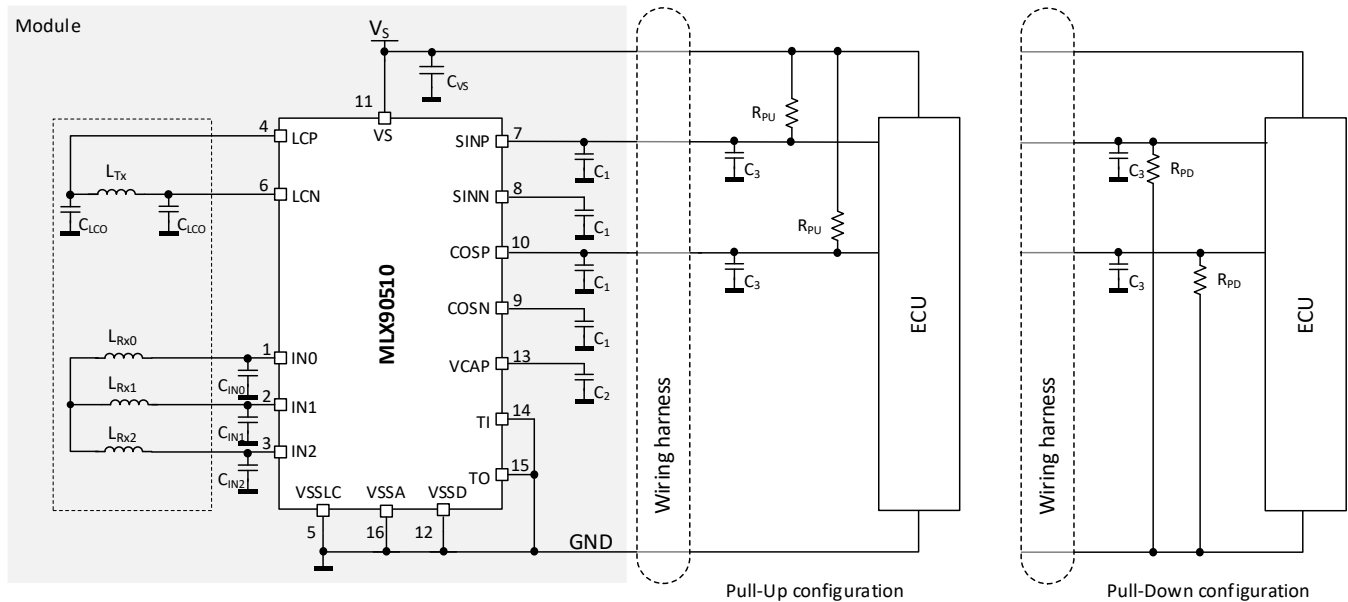 Module
VS
CVS
11
VS
4
LCP
LTx
6
LCN
CLCO
CLCO
MLX90510
SINP
7
C1
SINN
8
C1
COSP
10
C1
COSN
9
C1
VCAP
13
C2
TI
14
TO
15
LRx0
1
IN0
CIN0
LRx1
2
IN1
CIN1
LRx2
3
IN2
CIN2
VSSLC
VSSA
VSSD
5
16
12
GND
Wiring harness
RPU
C3
RPU
C3
ECU
Pull-Up configuration
Wiring harness
C3
RPD
C3
RPD
ECU
Pull-Down configuration